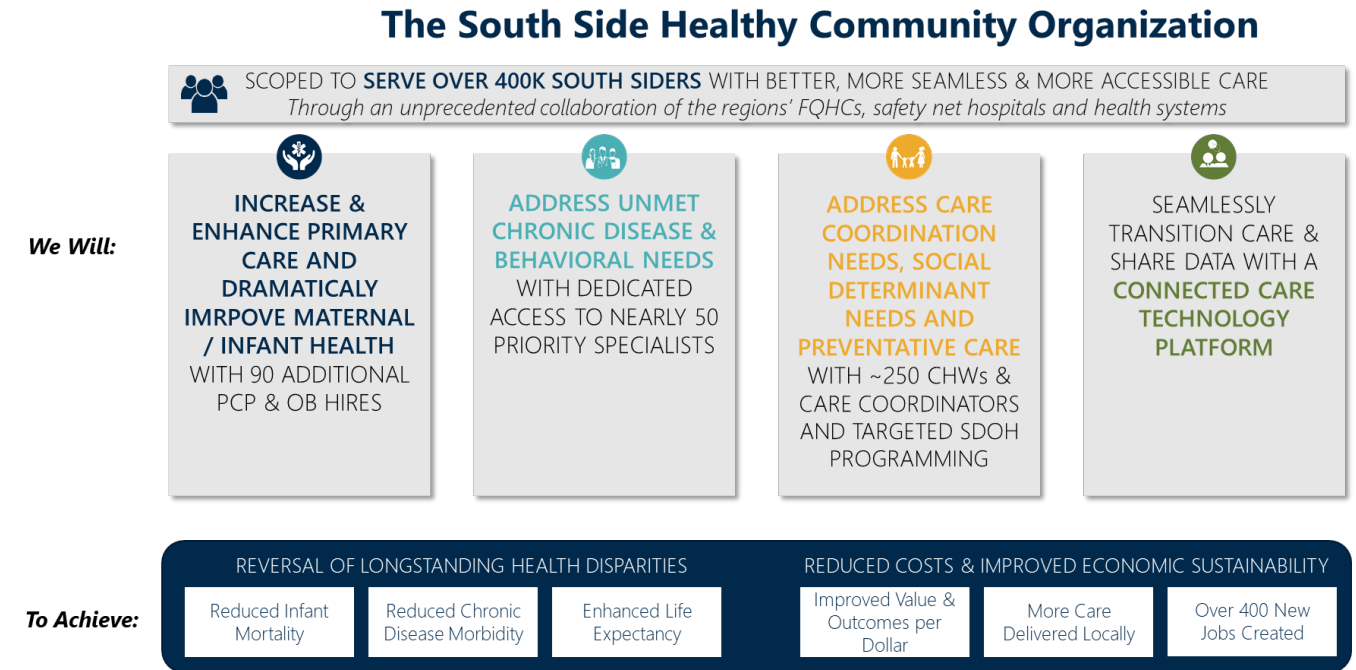 The South Side Healthy Community Organization
SCOPED TO SERVE OVER 400K SOUTH SIDERS WITH BETTER, MORE SEAMLESS & MORE ACCESSIBLE CARE
Through an unprecedented collaboration of the regions' FQHCs, safety net hospitals and health systems
We Will:
INCREASE &
ENHANCE PRIMARY
CARE AND
DRAMATICALY
IMRPOVE MATERNAL
/ INFANT HEALTH
WITH 90 ADDITIONAL
PCP & OB HIRES
ADDRESS UNMET
CHRONIC DISEASE &
BEHAVIORAL NEEDS
WITH DEDICATED
ACCESS TO NEARLY 50
PRIORITY SPECIALISTS
ADDRESS CARE
COORDINATION
NEEDS, SOCIAL
DETERMINANT
NEEDS AND
PREVENTATIVE CARE
WITH ~250 CHWs &
CARE COORDINATORS
AND TARGETED SDOH
PROGRAMMING
SEAMLESSLY
TRANSITION CARE &
SHARE DATA WITH A
CONNECTED CARE
TECHNOLOGY
PLATFORM
To Achieve:
REVERSAL OF LONGSTANDING HEALTH DISPARITIES
Reduced Infant
Mortality
Reduced Chronic
Disease Morbidity
Enhanced Life
Expectancy
REDUCED COSTS & IMPROVED ECONOMIC SUSTAINABILITY
Improved Value &
Outcomes per
Dollar
More Care
Delivered Locally
Over 400 New
Jobs Created